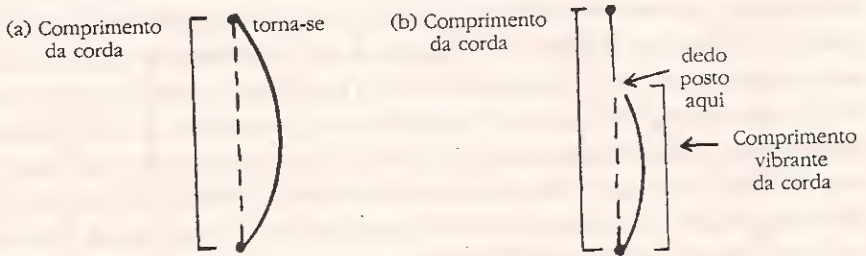 (a) Comprimento
da corda
torna-se
(b) Comprimento
da corda
dedo
posto
aqui
Comprimento
vibrante
da corda